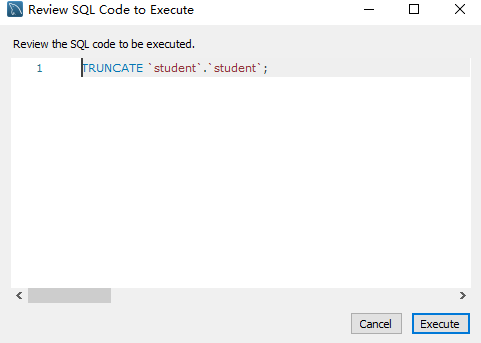 Review SQL Code to Execute
Review the SQL code to be executed.
1 TRUNCATE `student`.`student`;
Cancel Execute